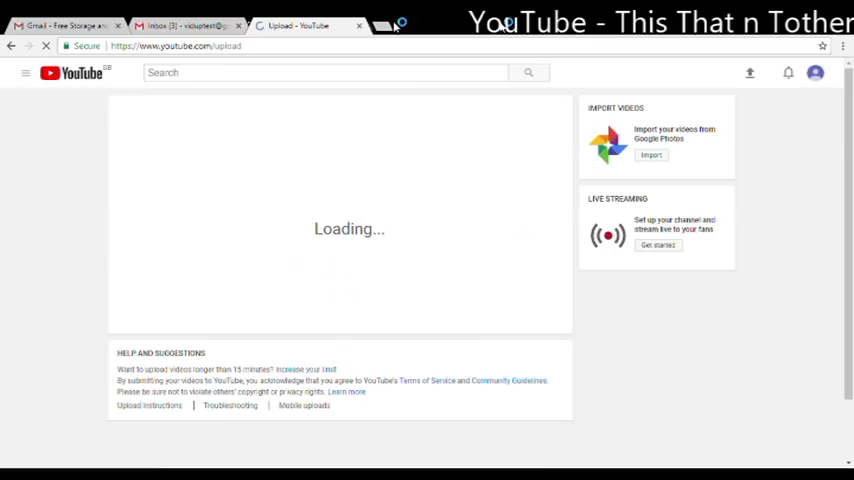 YouTube - This That n Tother
Gmail - Free Storage an
Inbox (3) - viduptest@g
Upload - YouTube
Secure
https://www.youtube.com/upload
YouTube GB
Search
IMPORT VIDEOS
Import your videos from
Google Photos
Import
Loading...
LIVE STREAMING
Set up your channel and
stream live to your fans
Get started
HELP AND SUGGESTIONS
Want to upload videos longer than 15 minutes? Increase your limit
By submitting your videos to YouTube, you acknowledge that you agree to YouTube's Terms of Service and Community Guidelines.
Please be sure not to violate others' copyright or privacy rights. Learn more
Upload instructions | Troubleshooting | Mobile uploads